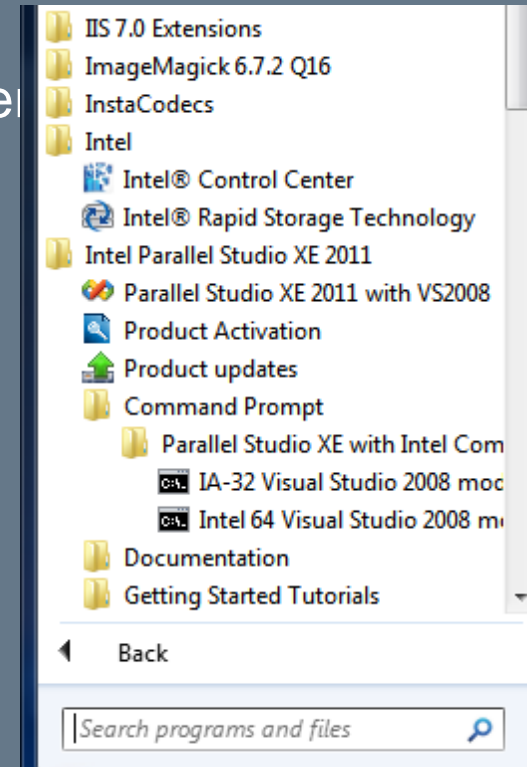 IIS 7.0 Extensions
ImageMagick 6.7.2 Q16
InstaCodecs
Intel
Intel® Control Center
Intel® Rapid Storage Technology
Intel Parallel Studio XE 2011
Parallel Studio XE 2011 with VS2008
Product Activation
Product updates
Command Prompt
Parallel Studio XE with Intel Com
IA-32 Visual Studio 2008 mod
Intel 64 Visual Studio 2008 m
Documentation
Getting Started Tutorials
Back
Search programs and files